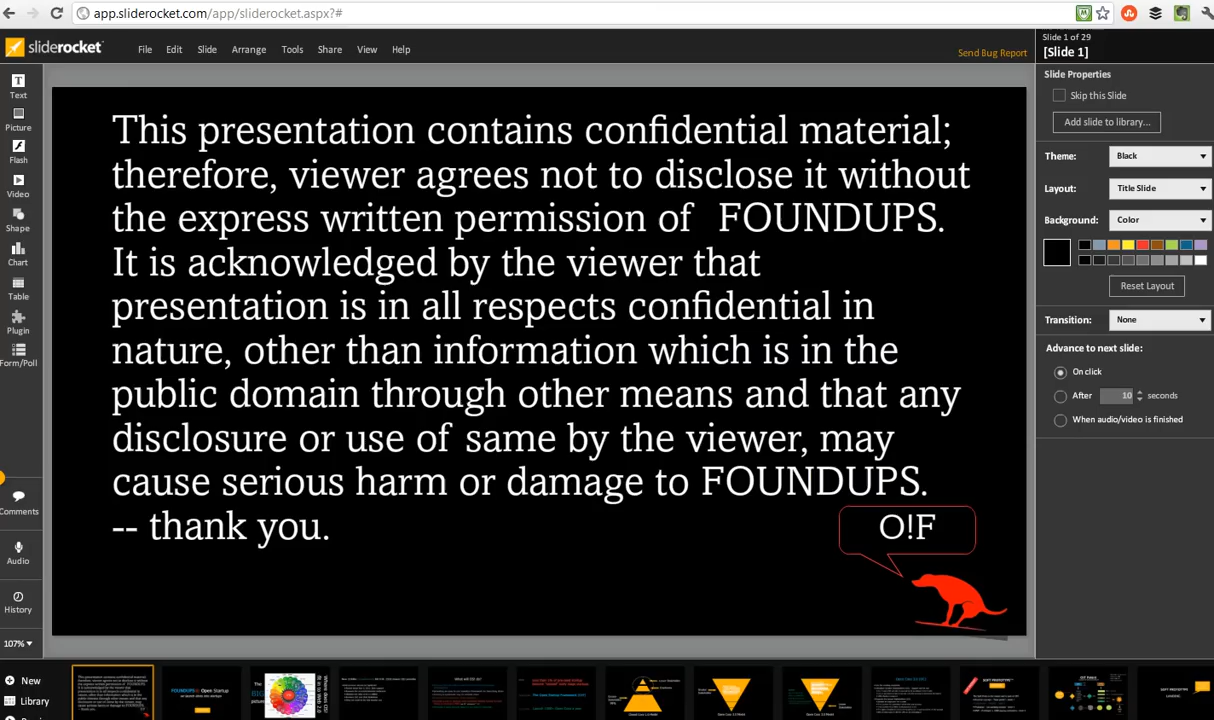 app.sliderocket.com/app/sliderocket.aspx?#
sliderocket
File Edit Slide Arrange Tools Share View Help
Send Bug Report
Slide 1 of 29
[Slide 1]
Text
Picture
Flash
Video
Shape
Chart
Table
Plugin
Form/Poll
Comments
Audio
History
107%
This presentation contains confidential material;
therefore, viewer agrees not to disclose it without
the express written permission of FOUNDUPS.
It is acknowledged by the viewer that
presentation is in all respects confidential in
nature, other than information which is in the
public domain through other means and that any
disclosure or use of same by the viewer, may
cause serious harm or damage to FOUNDUPS.
-- thank you.
O!F
Slide Properties
Skip this Slide
Add slide to library...
Theme: Black
Layout: Title Slide
Background: Color
Reset Layout
Transition: None
Advance to next slide:
On click
After 10 seconds
When audio/video is finished
New
Library